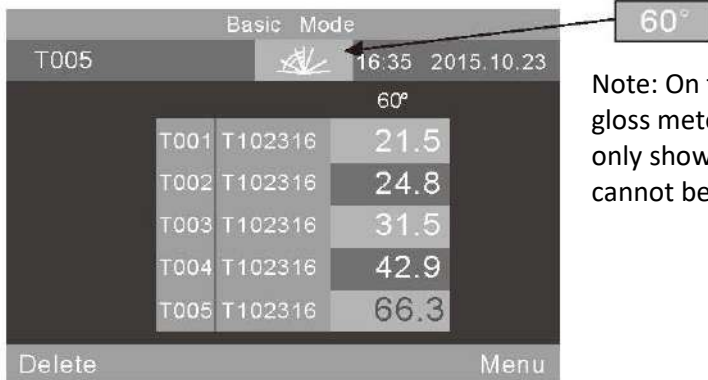 Basic Mode
T005 16:35 2015.10.23
60°
T001 T102316 21.5
T002 T102316 24.8
T003 T102316 31.5
T004 T102316 42.9
T005 T102316 66.3
Delete Menu
60°
Note: On
gloss
only show
cannot be